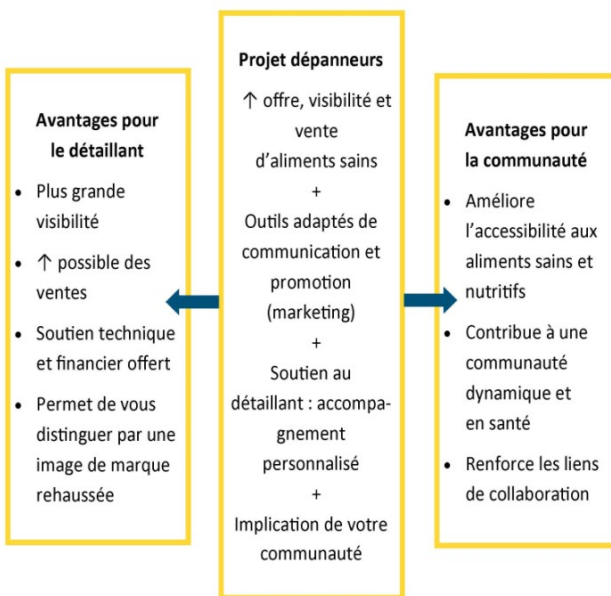 Avantages pour
le détaillant
• Plus grande
visibilité
• ↑ possible des
ventes
• Soutien technique
et financier offert
• Permet de vous
distinguer par une
image de marque
rehaussée
Projet dépanneurs
↑ offre, visibilité et
vente
d’aliments sains
+
Outils adaptés de
communication et
promotion
(marketing)
+
Soutien au
détaillant : accompa-
gnement
personnalisé
+
Implication de votre
communauté
Avantages pour
la communauté
• Améliore
l’accessibilité aux
aliments sains et
nutritifs
• Contribue à une
communauté
dynamique et
en santé
• Renforce les liens
de collaboration